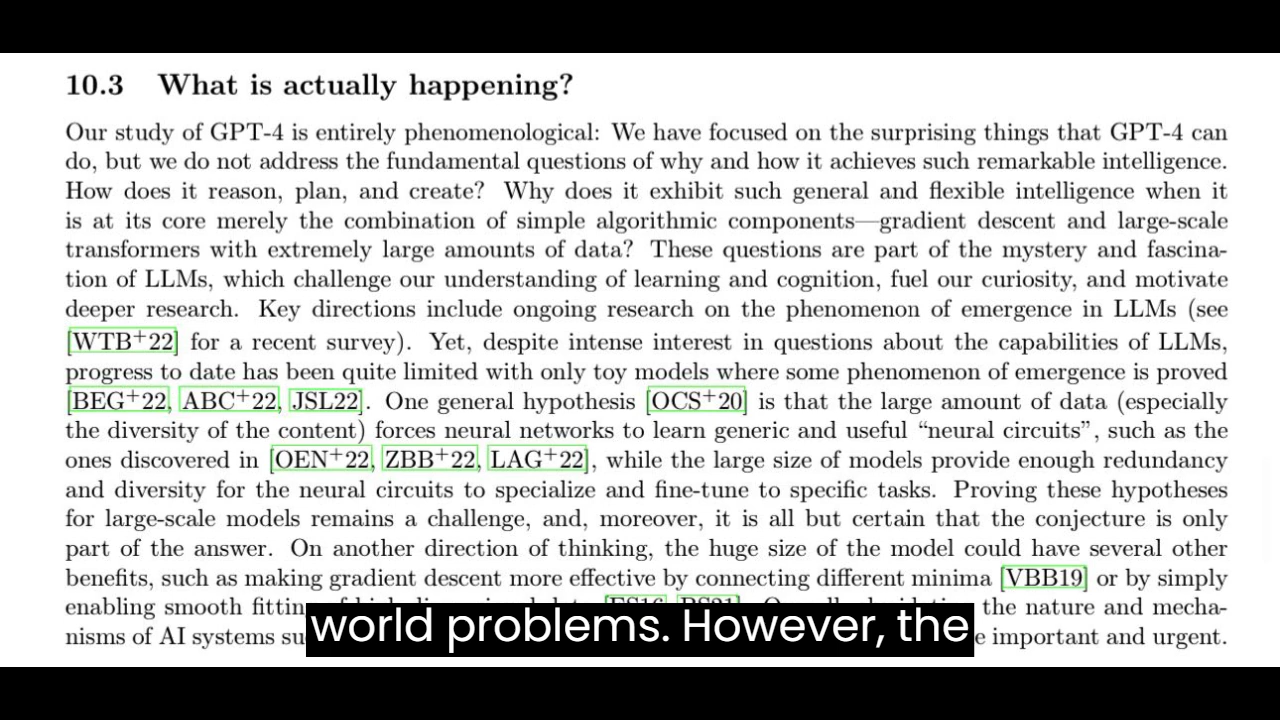 10.3 What is actually happening?
Our study of GPT-4 is entirely phenomenological: We have focused on the surprising things that GPT-4 can
do, but we do not address the fundamental questions of why and how it achieves such remarkable intelligence.
How does it reason, plan, and create? Why does it exhibit such general and flexible intelligence when it
is at its core merely the combination of simple algorithmic components—gradient descent and large-scale
transformers with extremely large amounts of data? These questions are part of the mystery and fascina-
tion of LLMs, which challenge our understanding of learning and cognition, fuel our curiosity, and motivate
deeper research. Key directions include ongoing research on the phenomenon of emergence in LLMs (see
[WTB+22] for a recent survey). Yet, despite intense interest in questions about the capabilities of LLMs,
progress to date has been quite limited with only toy models where some phenomenon of emergence is proved
[BEG+22, ABC+22, JSL22]. One general hypothesis [OCS+20] is that the large amount of data (especially
the diversity of the content) forces neural networks to learn generic and useful “neural circuits”, such as the
ones discovered in [OEN+22, ZBB+22, LAG+22], while the large size of models provide enough redundancy
and diversity for the neural circuits to specialize and fine-tune to specific tasks. Proving these hypotheses
for large-scale models remains a challenge, and, moreover, it is all but certain that the conjecture is only
part of the answer. On another direction of thinking, the huge size of the model could have several other
benefits, such as making gradient descent more effective by connecting different minima [VBB19] or by simply
enabling smooth the nature and mecha-
nisms of AI systems important and urgent.
world problems. However, the